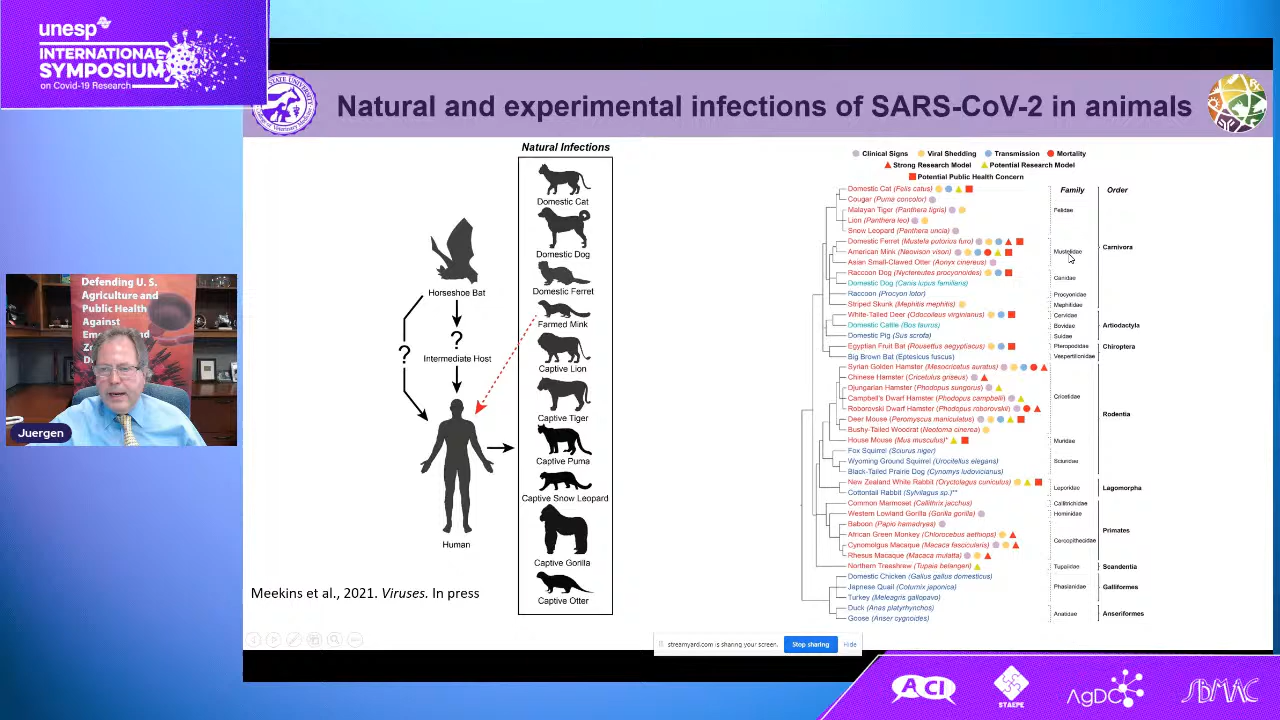 unesp
INTERNATIONAL
SYMPOSIUM
on Covid-19 Research
Natural and experimental infections of SARS-CoV-2 in animals
Natural Infections
Domestic Cat
Domestic Dog
Domestic Ferret
Farmed Mink
Captive Lion
Captive Tiger
Captive Puma
Captive Snow Leopard
Captive Gorilla
Captive Otter
Horseshoe Bat
?
?
Intermediate Host
Human
Meekins et al., 2021. Viruses. In press
Clinical Signs Viral Shedding Transmission Mortality
Strong Research Model Potential Research Model
Potential Public Health Concern
Family Order
Domestic Cat (Felis catus)
Cougar (Puma concolor)
Malayan Tiger (Panthera tigris)
Lion (Panthera leo)
Snow Leopard (Panthera uncia)
Domestic Ferret (Mustela putorius furo)
American Mink (Neovison vison)
Asian Small-Clawed Otter (Aonyx cinereus)
Raccoon Dog (Nyctereutes procyonoides)
Domestic Dog (Canis lupus familiaris)
Raccoon (Procyon lotor)
Striped Skunk (Mephitis mephitis)
White-Tailed Deer (Odocoileus virginianus)
Domestic Cattle (Bos taurus)
Domestic Pig (Sus scrofa)
Egyptian Fruit Bat (Rousettus aegyptiacus)
Big Brown Bat (Eptesicus fuscus)
Syrian Golden Hamster (Mesocricetus auratus)
Chinese Hamster (Cricetulus griseus)
Djungarian Hamster (Phodopus sungorus)
Campbell's Dwarf Hamster (Phodopus campbelli)
Roborovski Dwarf Hamster (Phodopus roborovskii)
Deer Mouse (Peromyscus maniculatus)
Bushy-Tailed Woodrat (Neotoma cinerea)
House Mouse (Mus musculus)*
Fox Squirrel (Sciurus niger)
Wyoming Ground Squirrel (Urocitellus elegans)
Black-Tailed Prairie Dog (Cynomys ludovicianus)
New Zealand White Rabbit (Oryctolagus cuniculus)
Cottontail Rabbit (Sylvilagus sp.)**
Common Marmoset (Callithrix jacchus)
Western Lowland Gorilla (Gorilla gorilla)
Baboon (Papio hamadryas)
African Green Monkey (Chlorocebus aethiops)
Cynomolgus Macaque (Macaca fascicularis)
Rhesus Macaque (Macaca mulatta)
Northern Treeshrew (Tupaia belangeri)
Domestic Chicken (Gallus gallus domesticus)
Japnese Quail (Coturnix japonica)
Turkey (Meleagris gallopavo)
Duck (Anas platyrhynchos)
Goose (Anser cygnoides)
Felidae
Mustelidae
Canidae
Procyonidae
Mephitidae
Cervidae
Bovidae
Suidae
Pteropodidae
Vespertilionidae
Cricetidae
Muridae
Sciuridae
Leporidae
Callitrichidae
Hominidae
Cercopithecidae
Tupaiidae
Phasianidae
Anatidae
Carnivora
Artiodactyla
Chiroptera
Rodentia
Lagomorpha
Primates
Scandentia
Galliformes
Anseriformes
Defending U. S.
Agriculture and
Public Health
Against
Juergen
streamyard.com is sharing your screen.
Stop sharing
Hide
ACI
STAEPE
AgDC
SBMAC